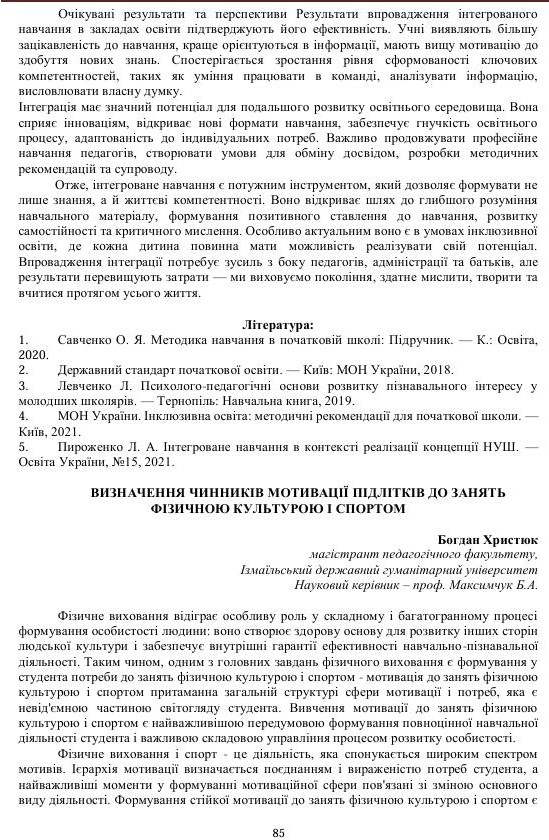 Очікувані результати та перспективи Результати впровадження інтегрованого
навчання в закладах освіти підтверджують його ефективність. Учні виявляють більшу
зацікавленість до навчання, краще орієнтуються в інформації, мають вищу мотивацію до
здобуття нових знань. Спостерігається зростання рівня сформованості ключових
компетентностей, таких як уміння працювати в команді, аналізувати інформацію,
висловлювати власну думку.
Інтеграція має значний потенціал для подальшого розвитку освітнього середовища. Вона
сприяє інноваціям, відкриває нові формати навчання, забезпечує гнучкість освітнього
процесу, адаптованість до індивідуальних потреб. Важливо продовжувати професійне
навчання педагогів, створювати умови для обміну досвідом, розробки методичних
рекомендацій та супроводу.
Отже, інтегроване навчання є потужним інструментом, який дозволяє формувати не
лише знання, а й життєві компетентності. Воно відкриває шлях до глибшого розуміння
навчального матеріалу, формування позитивного ставлення до навчання, розвитку
самостійності та критичного мислення. Особливо актуальним воно є в умовах інклюзивної
освіти, де кожна дитина повинна мати можливість реалізувати свій потенціал.
Впровадження інтеграції потребує зусиль з боку педагогів, адміністрації та батьків, але
результати перевищують затрати — ми виховуємо покоління, здатне мислити, творити та
вчитися протягом усього життя.
Література:
1. Савченко О. Я. Методика навчання в початковій школі: Підручник. — К.: Освіта,
2020.
2. Державний стандарт початкової освіти. — Київ: МОН України, 2018.
3. Левченко Л. Психолого-педагогічні основи розвитку пізнавального інтересу у
молодших школярів. — Тернопіль: Навчальна книга, 2019.
4. МОН України. Інклюзивна освіта: методичні рекомендації для початкової школи. —
Київ, 2021.
5. Пироженко Л. А. Інтегроване навчання в контексті реалізації концепції НУШ. —
Освіта України, №15, 2021.
ВИЗНАЧЕННЯ ЧИННИКІВ МОТИВАЦІЇ ПІДЛІТКІВ ДО ЗАНЯТЬ
ФІЗИЧНОЮ КУЛЬТУРОЮ І СПОРТОМ
Богдан Христюк
магістрант педагогічного факультету,
Ізмаїльський державний гуманітарний університет
Науковий керівник – проф. Максимчук Б.А.
Фізичне виховання відіграє особливу роль у складному і багатогранному процесі
формування особистості людини: воно створює здорову основу для розвитку інших сторін
людської культури і забезпечує внутрішні гарантії ефективності навчально-пізнавальної
діяльності. Таким чином, одним з головних завдань фізичного виховання є формування у
студента потреби до занять фізичною культурою і спортом - мотивація до занять фізичною
культурою і спортом притаманна загальній структурі сфери мотивації і потреб, яка є
невід'ємною частиною світогляду студента. Вивчення мотивації до занять фізичною
культурою і спортом є найважливішою передумовою формування повноцінної навчальної
діяльності студента і важливою складовою управління процесом розвитку особистості.
Фізичне виховання і спорт - це діяльність, яка спонукається широким спектром
мотивів. Ієрархія мотивації визначається поєднанням і вираженістю потреб студента, а
найважливіші моменти у формуванні мотиваційної сфери пов'язані зі зміною основного
виду діяльності. Формування стійкої мотивації до занять фізичною культурою і спортом є
85